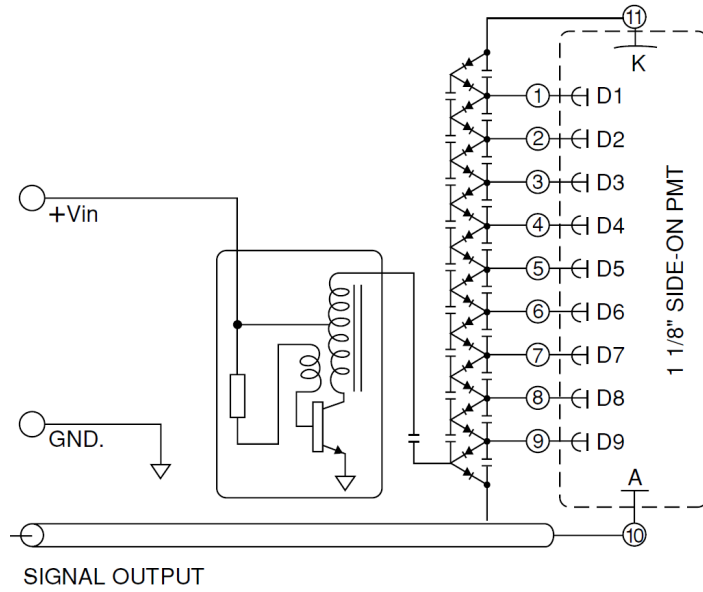 11
K
1 D1
2 D2
3 D3
+Vin
4 D4
5 D5
6 D6
7 D7
8 D8
GND.
9 D9
1 1/8" SIDE-ON PMT
A
10
SIGNAL OUTPUT